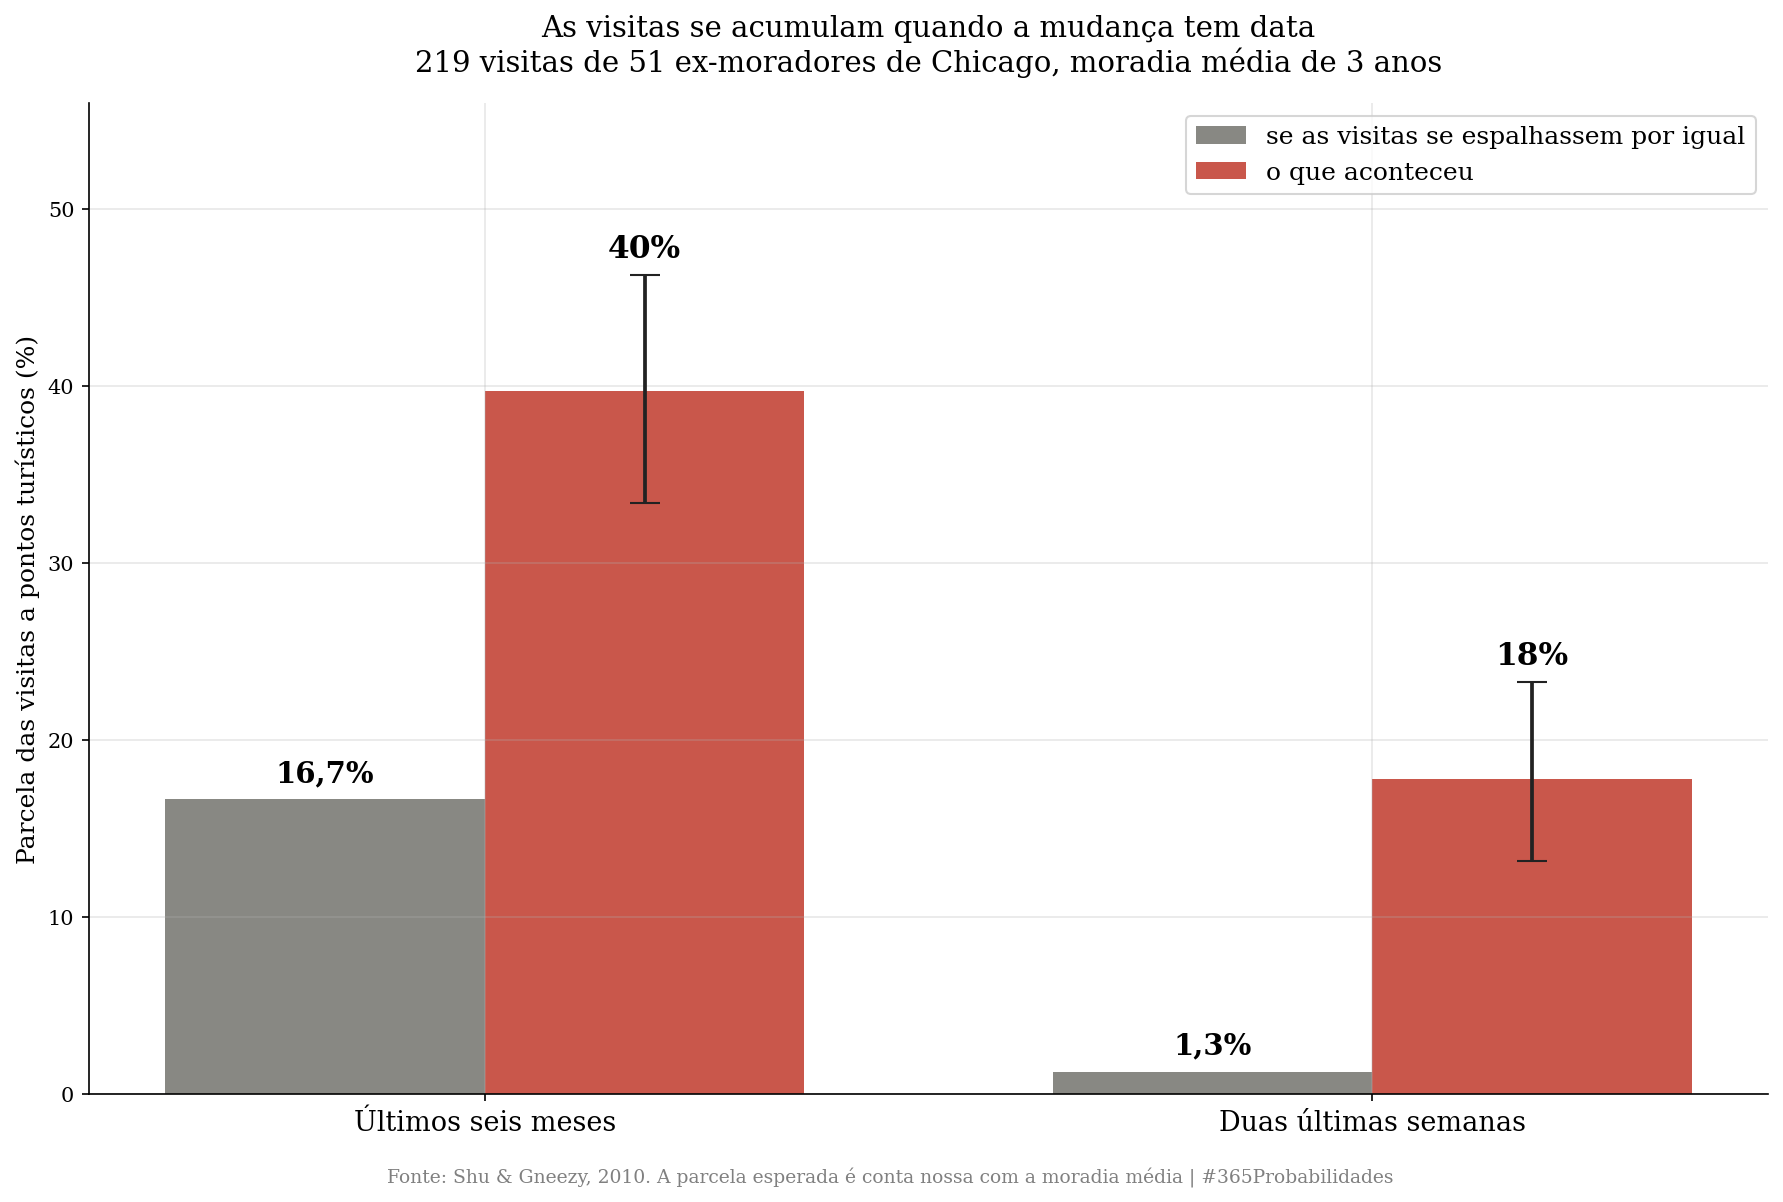 As visitas se acumulam quando a mudança tem data
219 visitas de 51 ex-moradores de Chicago, moradia média de 3 anos
se as visitas se espalhassem por igual
o que aconteceu
Parcela das visitas a pontos turísticos (%)
50
40
30
20
10
0
16,7%
40%
1,3%
18%
Últimos seis meses
Duas últimas semanas
Fonte: Shu & Gneezy, 2010. A parcela esperada é conta nossa com a moradia média | #365Probabilidades